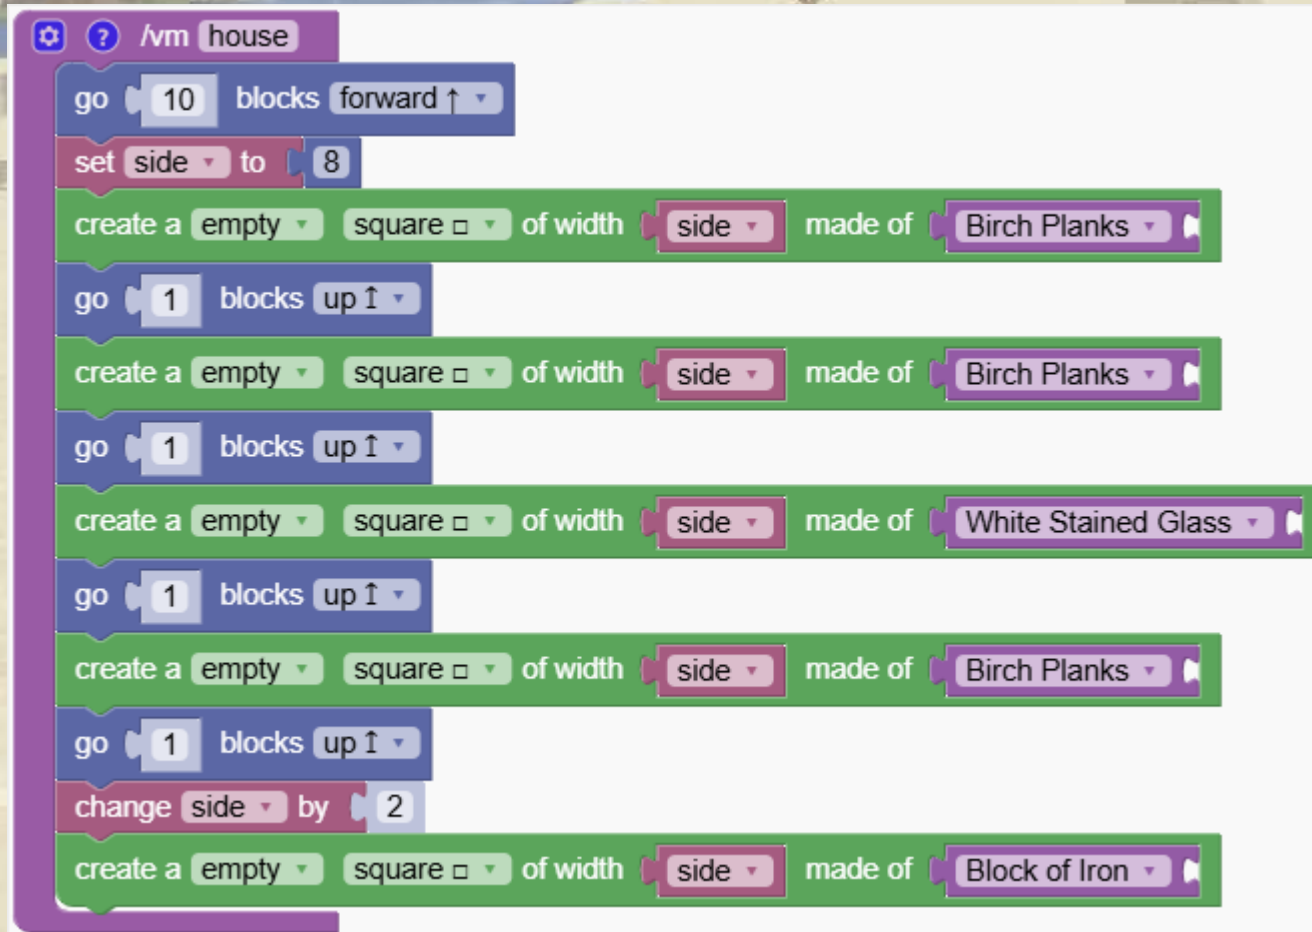 ? /vm house
go 10 blocks forward ↑
set side to 8
create a empty square □ of width side made of Birch Planks
go 1 blocks up ↥
create a empty square □ of width side made of Birch Planks
go 1 blocks up ↥
create a empty square □ of width side made of White Stained Glass
go 1 blocks up ↥
create a empty square □ of width side made of Birch Planks
go 1 blocks up ↥
change side by 2
create a empty square □ of width side made of Block of Iron